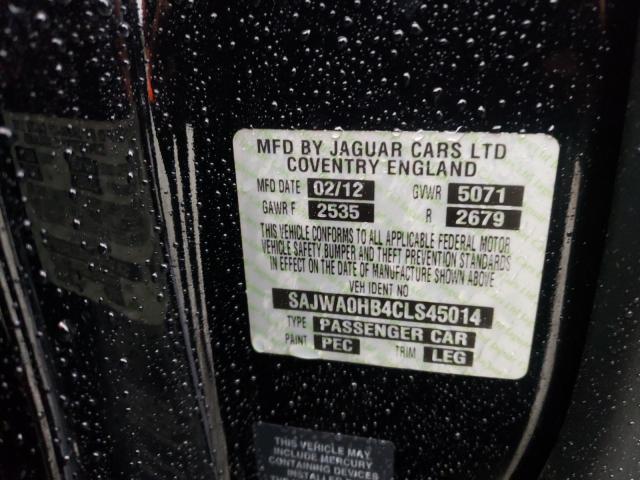 MFD BY JAGUAR CARS LTD
COVENTRY ENGLAND
MFD DATE 02/12 GVWR 5071
GAWR F 2535 R 2679
THIS VEHICLE CONFORMS TO ALL APPLICABLE FEDERAL MOTOR
VEHICLE SAFETY BUMPER AND THEFT PREVENTION STANDARDS
IN EFFECT ON THE DATE OF MANUFACTURE SHOWN ABOVE
VEH IDENT NO
SAJWA0HB4CLS45014
TYPE PASSENGER CAR
PAINT PEC TRIM LEG
THIS VEHICLE MAY
INCLUDE MERCURY
CONTAINING DEVICES
INSTALLED